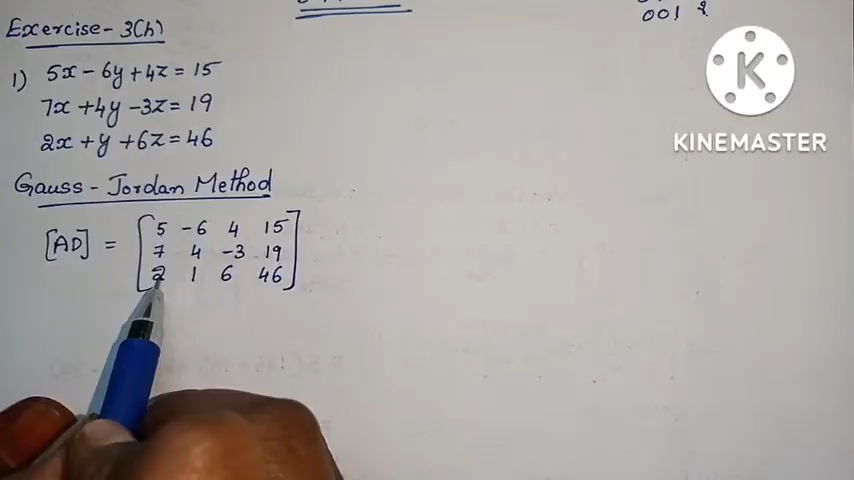 001 &
Exercise - 3(h)
1) 5x - 6y + 4z = 15
7x + 4y - 3z = 19
2x + y + 6z = 46
Gauss - Jordan Method
[AD] = [5 -6 4 15
7 4 -3 19
2 1 6 46]
K
KINEMASTER